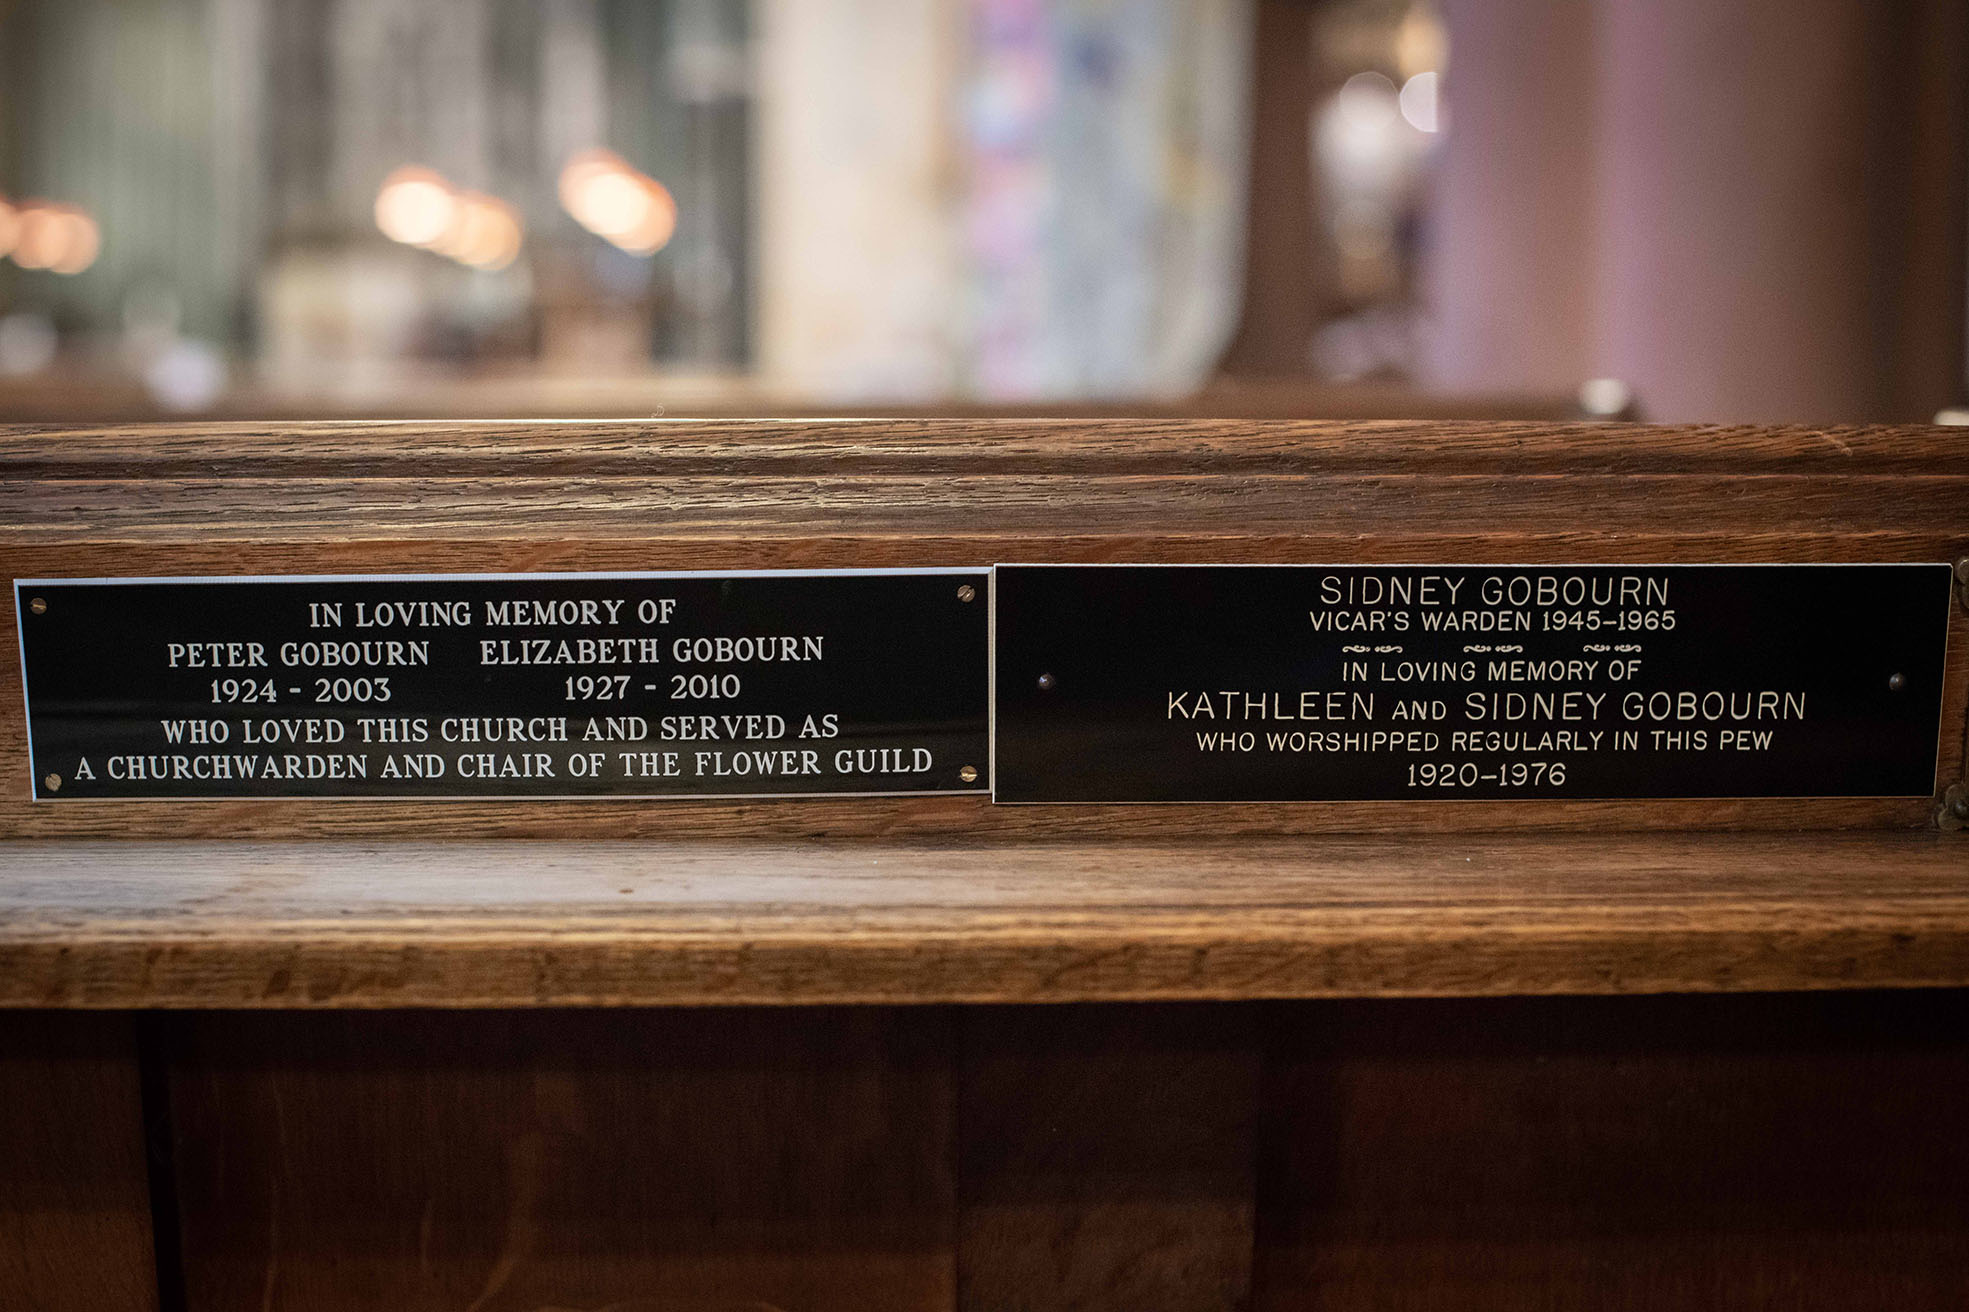 IN LOVING MEMORY OF
PETER GOBOURN ELIZABETH GOBOURN
1924 - 2003 1927 - 2010
WHO LOVED THIS CHURCH AND SERVED AS
A CHURCHWARDEN AND CHAIR OF THE FLOWER GUILD
SIDNEY GOBOURN
VICAR'S WARDEN 1945-1965
IN LOVING MEMORY OF
KATHLEEN AND SIDNEY GOBOURN
WHO WORSHIPPED REGULARLY IN THIS PEW
1920-1976